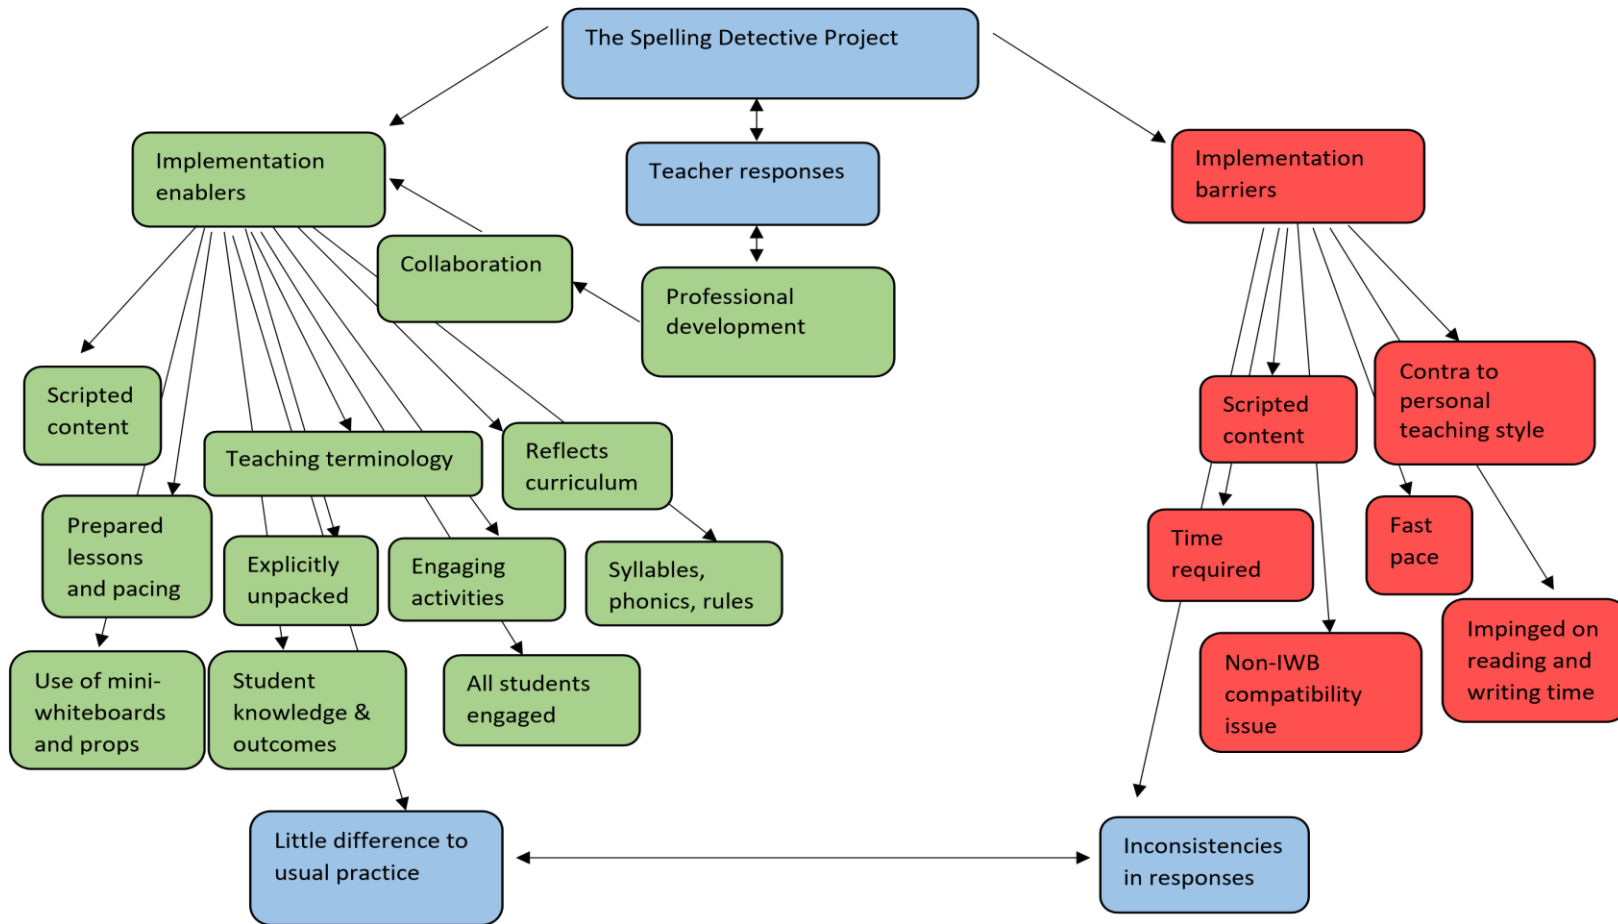 The Spelling Detective Project
Implementation
enablers
Teacher responses
Implementation
barriers
Collaboration
Professional
development
Scripted
content
Teaching terminology
Reflects
curriculum
Scripted
content
Contra to
personal
teaching style
Prepared
lessons
and pacing
Explicitly
unpacked
Engaging
activities
Syllables,
phonics, rules
Time
required
Fast
pace
Use of mini-
whiteboards
and props
Student
knowledge &
outcomes
All students
engaged
Non-IWB
compatibility
issue
Impinged on
reading and
writing time
Little difference to
usual practice
Inconsistencies
in responses